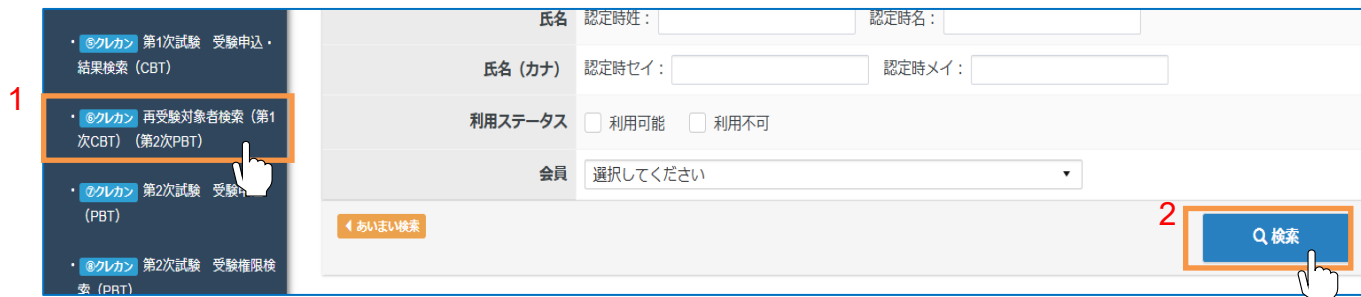 ・ ⑤クレカン 第1次試験　受験申込・
結果検索（CBT）
1
・ ⑥クレカン 再受験対象者検索（第1
次CBT）（第2次PBT）
・ ⑦クレカン 第2次試験　受験
（PBT）
・ ⑧クレカン 第2次試験　受験権限検
索（PBT）
氏名 認定時姓： 認定時名：
氏名（カナ） 認定時セイ： 認定時メイ：
利用ステータス 利用可能 利用不可
会員 選択してください
あいまい検索
2
検索